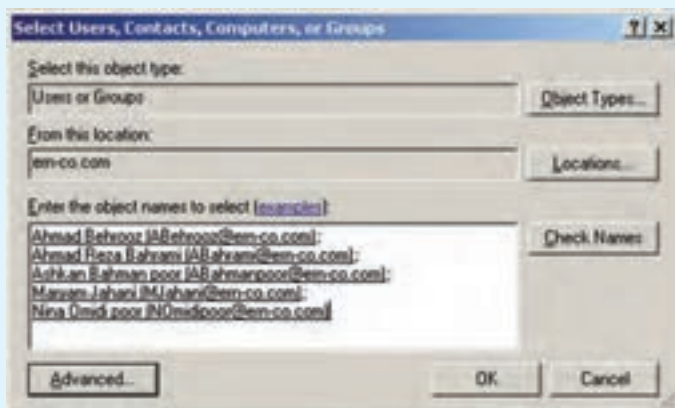 Select Users, Contacts, Computers, or Groups
Select this object type:
Users or Groups
Object Types...
From this location:
em-co.com
Locations...
Enter the object names to select (examples):
Ahmad Behrooz (ABehrooz@em-co.com);
Ahmad Reza Bahrami (ABahrami@em-co.com);
Ashkan Bahman poor (ABahmanpoor@em-co.com);
Maryam Jahani (MJahani@em-co.com);
Nina Omidi poor (NOmidipoor@em-co.com)
Check Names
Advanced...
OK
Cancel